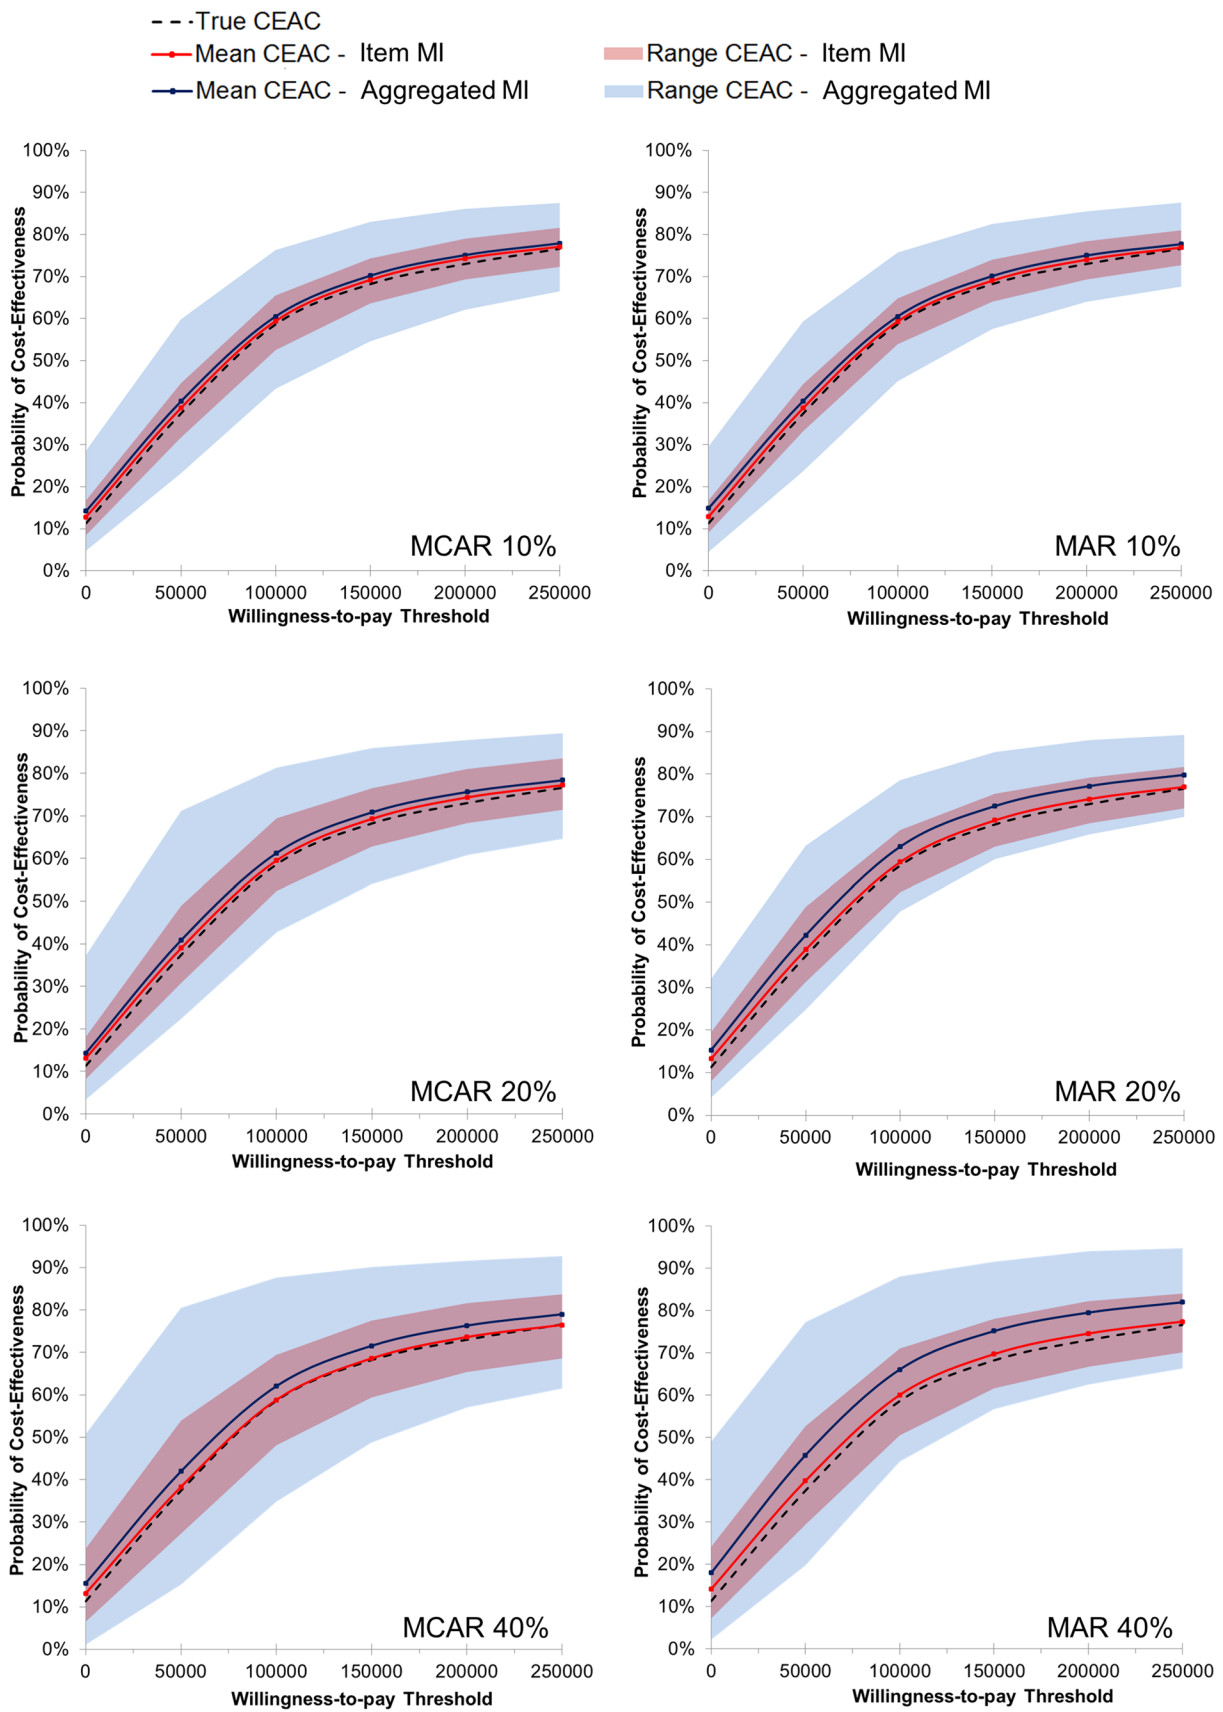 True CEAC
Mean CEAC - Item MI
Range CEAC - Item MI
Mean CEAC - Aggregated MI
Range CEAC - Aggregated MI
Probability of Cost-Effectiveness
100%
90%
80%
70%
60%
50%
40%
30%
20%
10%
0%
MCAR 10%
0 50000 100000 150000 200000 250000
Willingness-to-pay Threshold
Probability of Cost-Effectiveness
100%
90%
80%
70%
60%
50%
40%
30%
20%
10%
0%
MAR 10%
0 50000 100000 150000 200000 250000
Willingness-to-pay Threshold
Probability of Cost-Effectiveness
100%
90%
80%
70%
60%
50%
40%
30%
20%
10%
0%
MCAR 20%
0 50000 100000 150000 200000 250000
Willingness-to-pay Threshold
Probability of Cost-Effectiveness
100%
90%
80%
70%
60%
50%
40%
30%
20%
10%
0%
MAR 20%
0 50000 100000 150000 200000 250000
Willingness-to-pay Threshold
Probability of Cost-Effectiveness
100%
90%
80%
70%
60%
50%
40%
30%
20%
10%
0%
MCAR 40%
0 50000 100000 150000 200000 250000
Willingness-to-pay Threshold
Probability of Cost-Effectiveness
100%
90%
80%
70%
60%
50%
40%
30%
20%
10%
0%
MAR 40%
0 50000 100000 150000 200000 250000
Willingness-to-pay Threshold